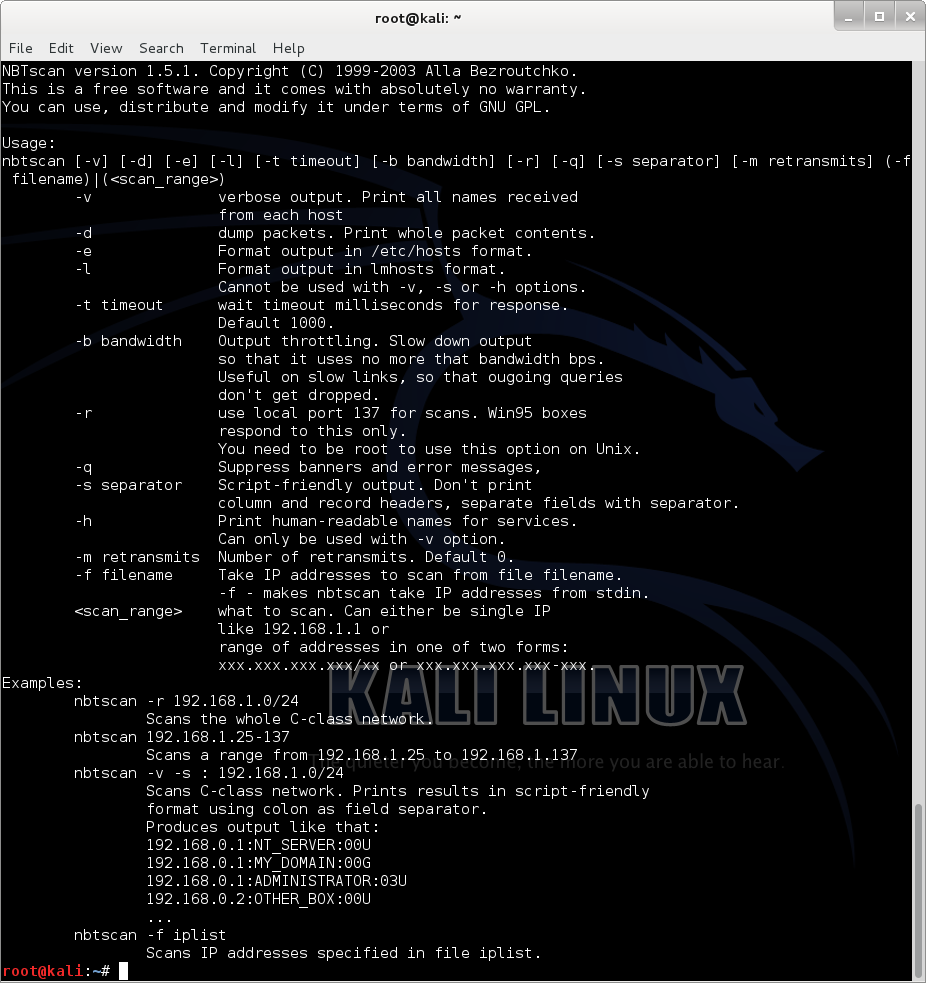 root@kali: ~
File Edit View Search Terminal Help
NBTscan version 1.5.1. Copyright (C) 1999-2003 Alla Bezroutchko.
This is a free software and it comes with absolutely no warranty.
You can use, distribute and modify it under terms of GNU GPL.

Usage:
nbtscan [-v] [-d] [-e] [-l] [-t timeout] [-b bandwidth] [-r] [-q] [-s separator] [-m retransmits] (-f
 filename)|(<scan_range>)
        -v              verbose output. Print all names received
                        from each host
        -d              dump packets. Print whole packet contents.
        -e              Format output in /etc/hosts format.
        -l              Format output in lmhosts format.
                        Cannot be used with -v, -s or -h options.
        -t timeout      wait timeout milliseconds for response.
                        Default 1000.
        -b bandwidth    Output throttling. Slow down output
                        so that it uses no more that bandwidth bps.
                        Useful on slow links, so that ougoing queries
                        don't get dropped.
        -r              use local port 137 for scans. Win95 boxes
                        respond to this only.
                        You need to be root to use this option on Unix.
        -q              Suppress banners and error messages,
        -s separator    Script-friendly output. Don't print
                        column and record headers, separate fields with separator.
        -h              Print human-readable names for services.
                        Can only be used with -v option.
        -m retransmits  Number of retransmits. Default 0.
        -f filename     Take IP addresses to scan from file filename.
                        -f - makes nbtscan take IP addresses from stdin.
        <scan_range>    what to scan. Can either be single IP
                        like 192.168.1.1 or
                        range of addresses in one of two forms:
                        xxx.xxx.xxx.xxx/xx or xxx.xxx.xxx.xxx-xxx.
Examples:
        nbtscan -r 192.168.1.0/24
                Scans the whole C-class network.
        nbtscan 192.168.1.25-137
                Scans a range from 192.168.1.25 to 192.168.1.137
        nbtscan -v -s : 192.168.1.0/24
                Scans C-class network. Prints results in script-friendly
                format using colon as field separator.
                Produces output like that:
                192.168.0.1:NT_SERVER:00U
                192.168.0.1:MY_DOMAIN:00G
                192.168.0.1:ADMINISTRATOR:03U
                192.168.0.2:OTHER_BOX:00U
                ...
        nbtscan -f iplist
                Scans IP addresses specified in file iplist.
root@kali:~#
KALI LINUX
The quieter you become, the more you are able to hear.